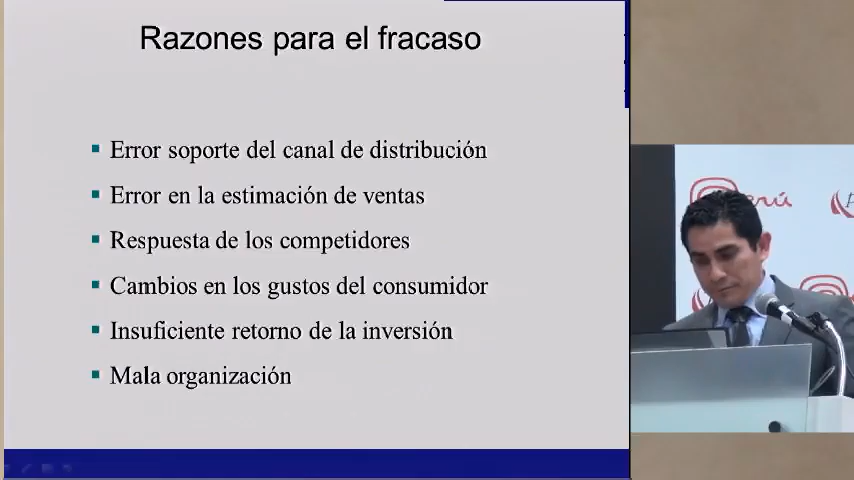 Razones para el fracaso
Error soporte del canal de distribución
Error en la estimación de ventas
Respuesta de los competidores
Cambios en los gustos del consumidor
Insuficiente retorno de la inversión
Mala organización
Perú